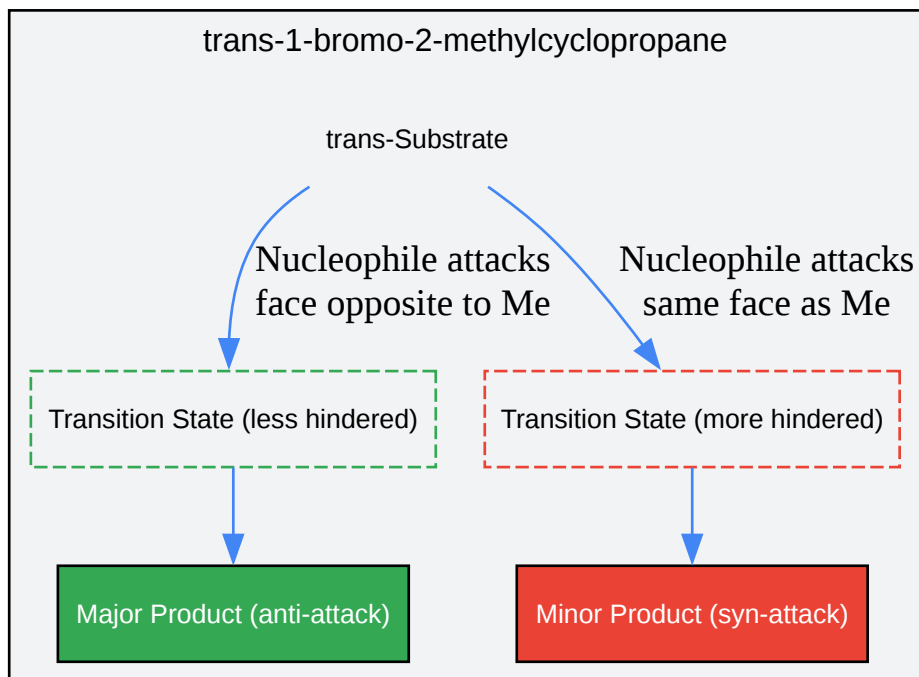 trans-1-bromo-2-methylcyclopropane
trans-Substrate
Nucleophile attacks
face opposite to Me
Nucleophile attacks
same face as Me
Transition State (less hindered)
Transition State (more hindered)
Major Product (anti-attack)
Minor Product (syn-attack)